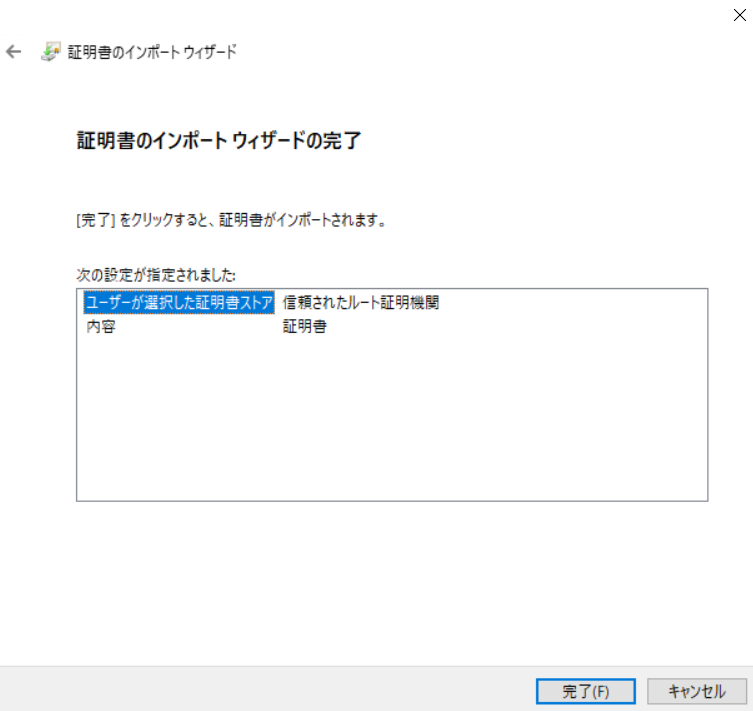 証明書のインポート ウィザード
証明書のインポート ウィザードの完了
[完了] をクリックすると、証明書がインポートされます。
次の設定が指定されました:
ユーザーが選択した証明書ストア 信頼されたルート証明機関
内容 証明書
完了(F) キャンセル